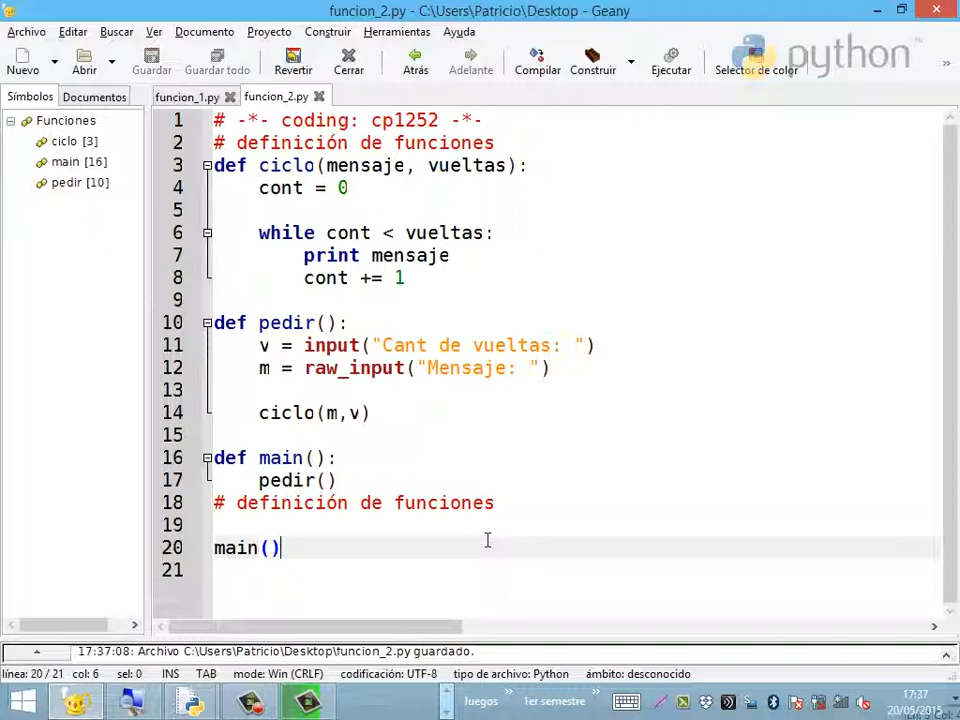 funcion_2.py - C:\Users\Patricio\Desktop - Geany
Archivo Editar Buscar Ver Documento Proyecto Construir Herramientas Ayuda
Nuevo Abrir Guardar Guardar todo Revertir Cerrar Atrás Adelante Compilar Construir Ejecutar Selector de color
python™
Símbolos Documentos
funcion_1.py funcion_2.py
Funciones
ciclo [3]
main [16]
pedir [10]
1 # -*- coding: cp1252 -*-
2 # definición de funciones
3 def ciclo(mensaje, vueltas):
4 cont = 0
5
6 while cont < vueltas:
7 print mensaje
8 cont += 1
9
10 def pedir():
11 v = input("Cant de vueltas: ")
12 m = raw_input("Mensaje: ")
13
14 ciclo(m,v)
15
16 def main():
17 pedir()
18 # definición de funciones
19
20 main()
21
17:37:08: Archivo C:\Users\Patricio\Desktop\funcion_2.py guardado.
línea: 20/21 col: 6 sel: 0 INS TAB mode: Win (CRLF) codificación: UTF-8 tipo de archivo: Python ámbito: desconocido
Juegos » 1er semestre »
17:37
20/05/2015